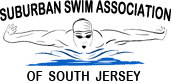 SUBURBAN SWIM ASSOCIATION
OF SOUTH JERSEY